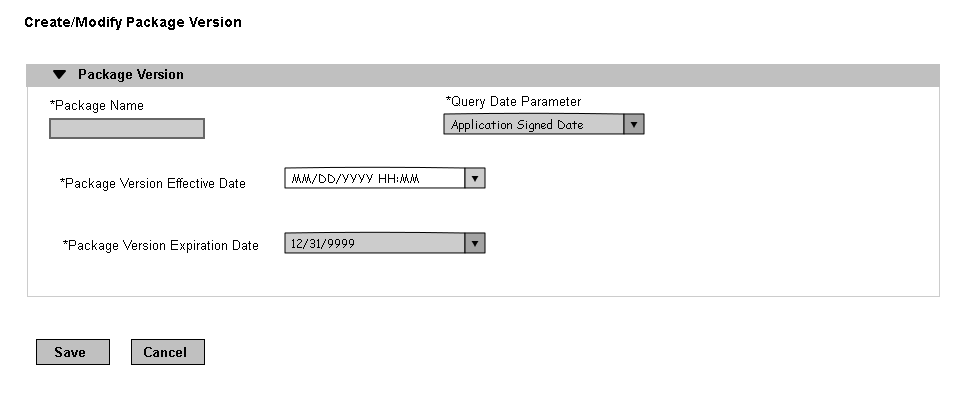 Create/Modify Package Version
Package Version
*Package Name
*Query Date Parameter
Application Signed Date
*Package Version Effective Date
MM/DD/YYYY HH:MM
*Package Version Expiration Date
12/31/9999
Save
Cancel